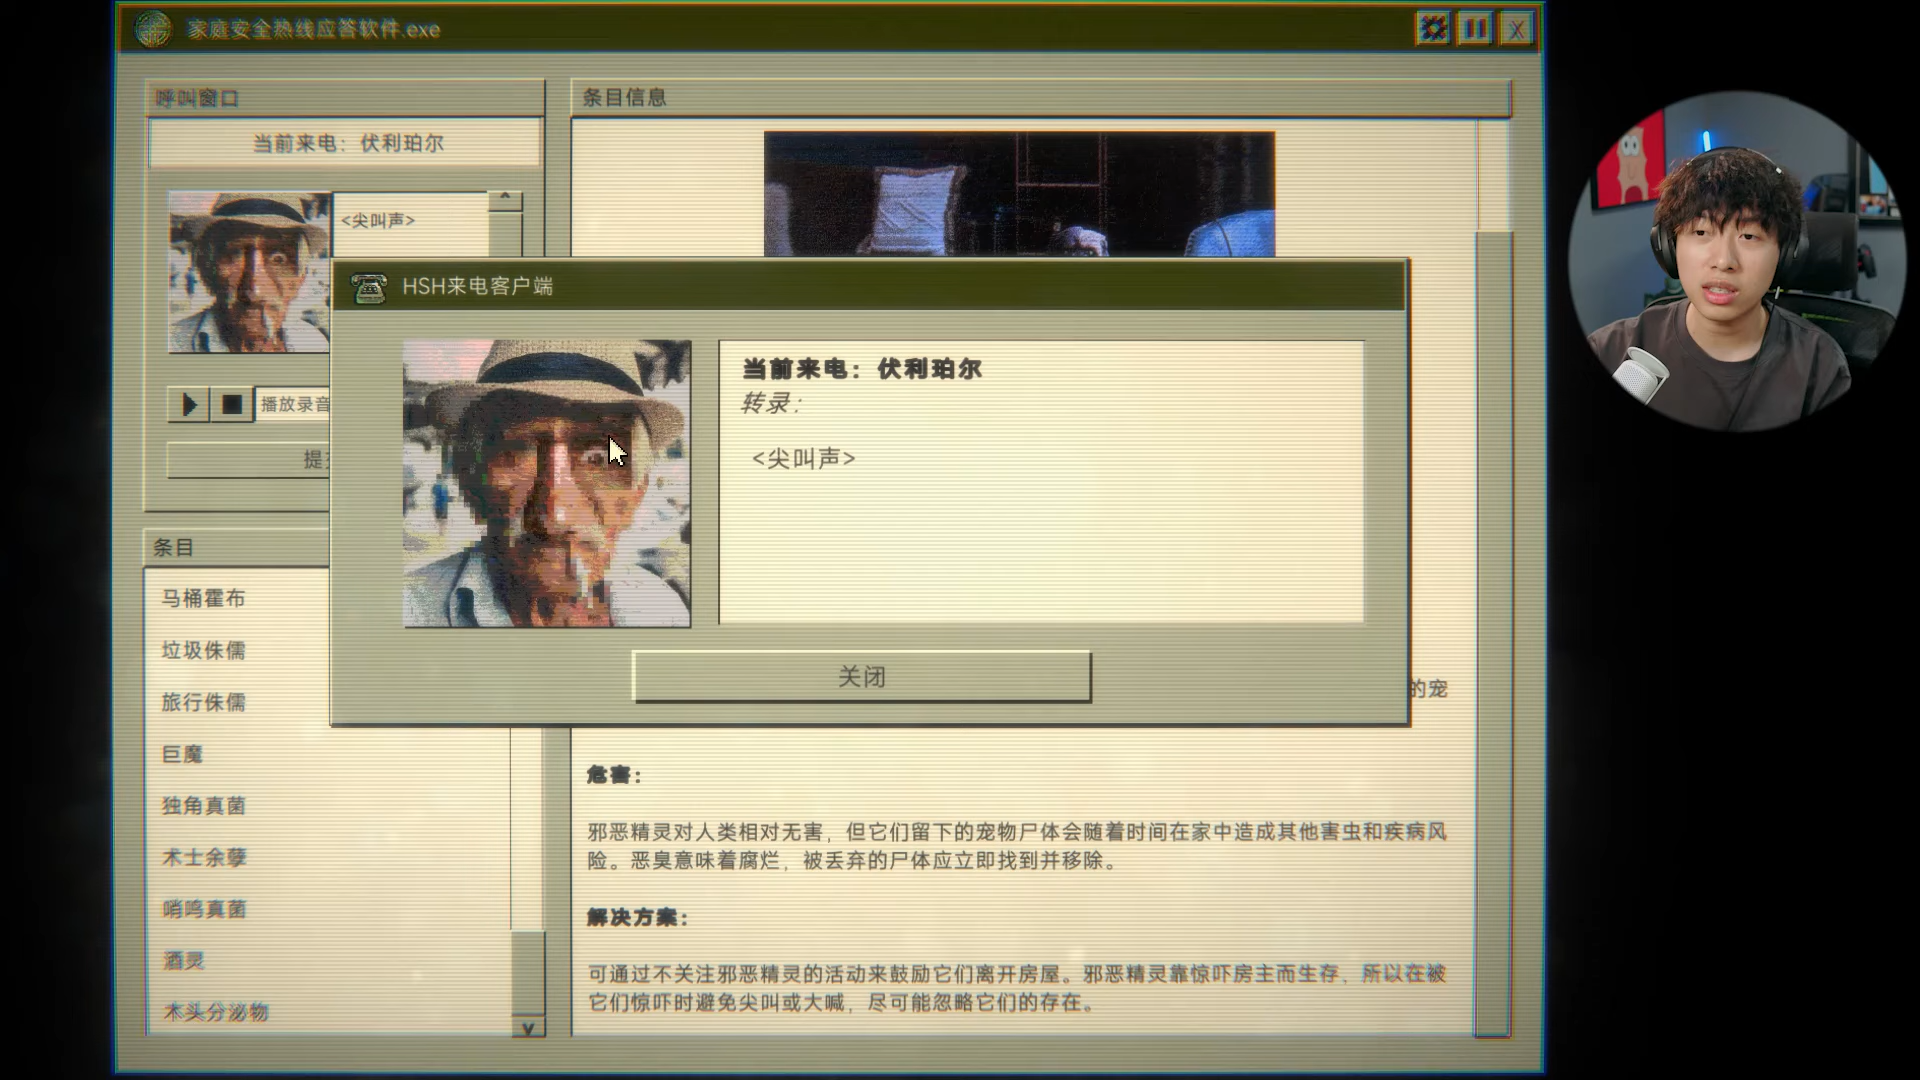 家庭安全热线应答软件.exe
呼叫窗口
当前来电：伏利珀尔
<尖叫声>
播放录音
提交
条目
马桶霍布
垃圾侏儒
旅行侏儒
巨魔
独角真菌
术士余孽
哨鸣真菌
酒灵
木头分泌物
条目信息
HSH来电客户端
当前来电：伏利珀尔
转录：
<尖叫声>
关闭
的宠
危害：
邪恶精灵对人类相对无害，但它们留下的宠物尸体会随着时间在家中造成其他害虫和疾病风
险。恶臭意味着腐烂，被丢弃的尸体应立即找到并移除。
解决方案：
可通过不关注邪恶精灵的活动来鼓励它们离开房屋。邪恶精灵靠惊吓房主而生存，所以在被
它们惊吓时避免尖叫或大喊，尽可能忽略它们的存在。